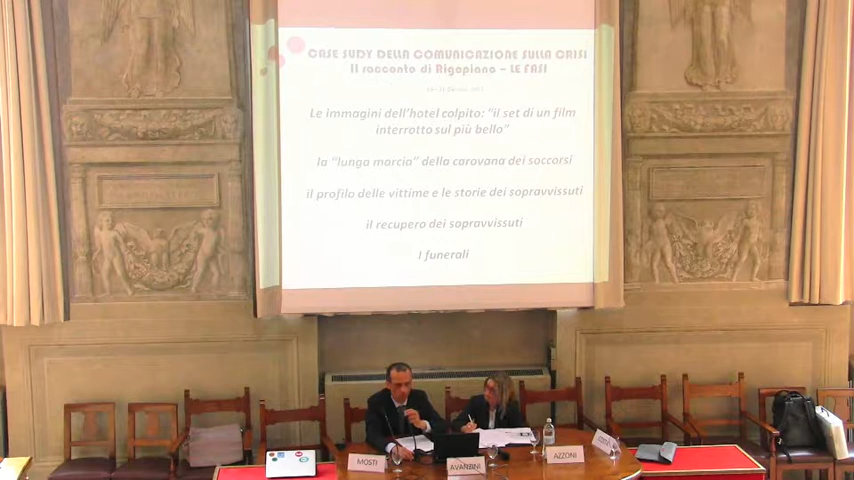 CASE SUDY DELLA COMUNICAZIONE SULLA CRISI
Il racconto di Rigopiano – LE FASI
Le immagini dell'hotel colpito: "il set di un film
interrotto sul più bello"
la "lunga marcia" della carovana dei soccorsi
il profilo delle vittime e le storie dei sopravvissuti
il recupero dei sopravvissuti
I funerali
MOSTI
AVANZINI
AZZONI